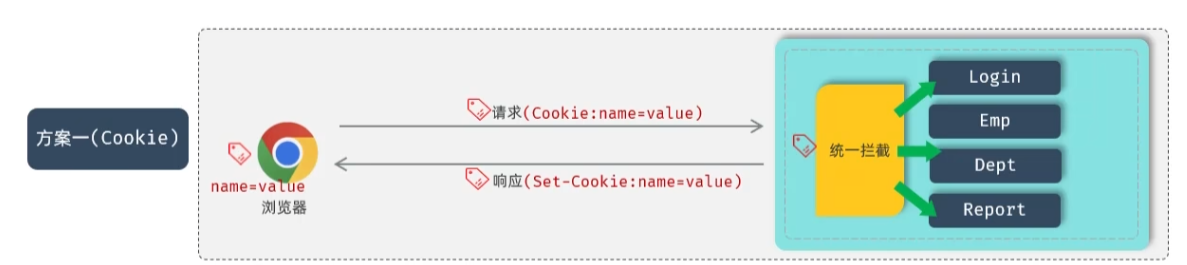 方案一(Cookie)
请求(Cookie:name=value)
响应(Set-Cookie:name=value)
name=value
浏览器
统一拦截
Login
Emp
Dept
Report